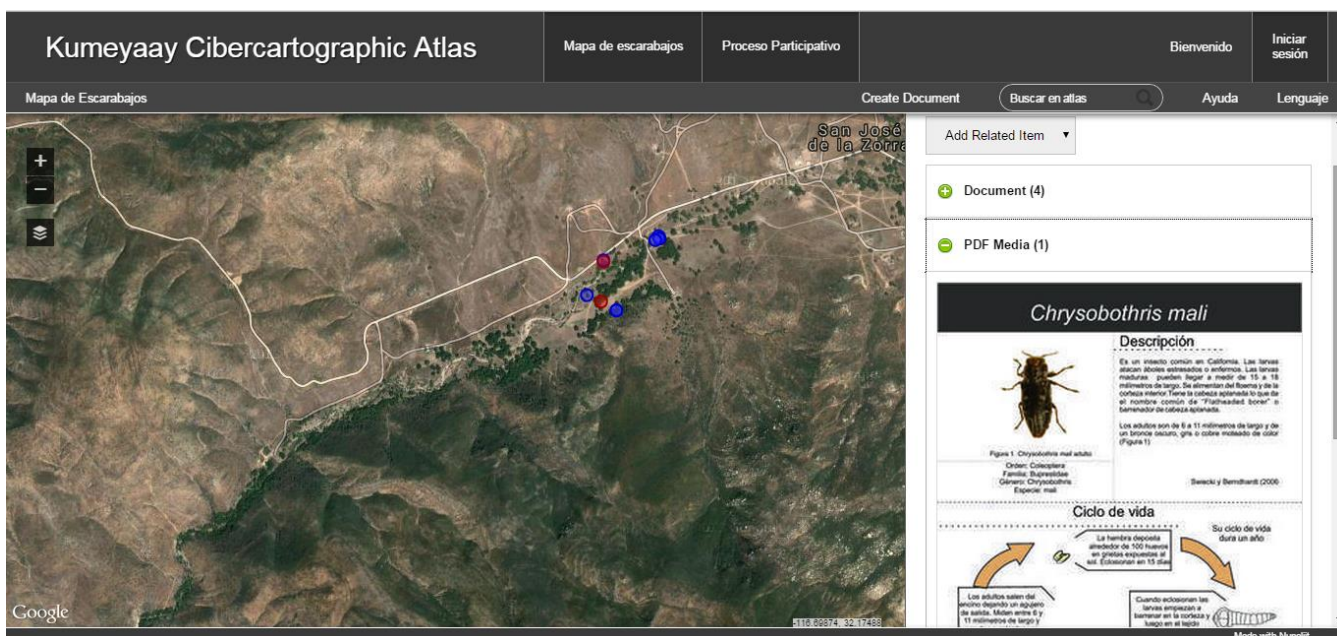 Kumeyaay Cibercartographic Atlas
Mapa de escarabajos
Proceso Participativo
Bienvenido
Iniciar
sesión
Mapa de Escarabajos
Create Document
Buscar en atlas
Ayuda
Lenguaje
San José
de la Zorra
Add Related Item
Document (4)
PDF Media (1)
Chrysobothris mali
Descripción
Es un insecto común en California. Las larvas
atacan áboles estresados o enfermos. Las larvas
maduras pueden llegar a medir de 15 a 18
milímetros de largo. Se alimentan del floema y de la
corteza interior. Tiene la cabeza aplanada lo que da
el nombre común de "Flatheaded borer" o
barrenador de cabeza aplanada.
Los adultos son de 6 a 11 milímetros de largo y de
un bronce oscuro, gris o cobre moteado de color
(Figura 1)
Figura 1. Chrysobothris mali adulto
Orden: Coleoptera
Familia: Buprestidae
Género: Chrysobothris
Especie: mali
Swiecki y Berndhardt (2006
Ciclo de vida
Su ciclo de vida
dura un año
La hembra deposita
alrededor de 100 huevos
en grietas expuestas al
sol. Eclosionan en 15 días
Los adultos salen del
encino dejando un agujero
de salida. Miden entre 6 y
11 milímetros de largo y
Cuando eclosionan las
larvas empiezan a
barrenar en la corteza y
luego en el tejido
Google
-116.69874, 32.17488
Made with Nunaliit